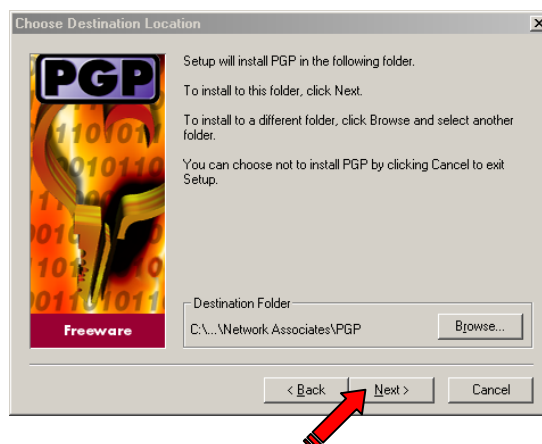 Choose Destination Location
PGP
Freeware
Setup will install PGP in the following folder.
To install to this folder, click Next.
To install to a different folder, click Browse and select another
folder.
You can choose not to install PGP by clicking Cancel to exit
Setup.
Destination Folder
C:\...\Network Associates\PGP
Browse...
< Back
Next >
Cancel